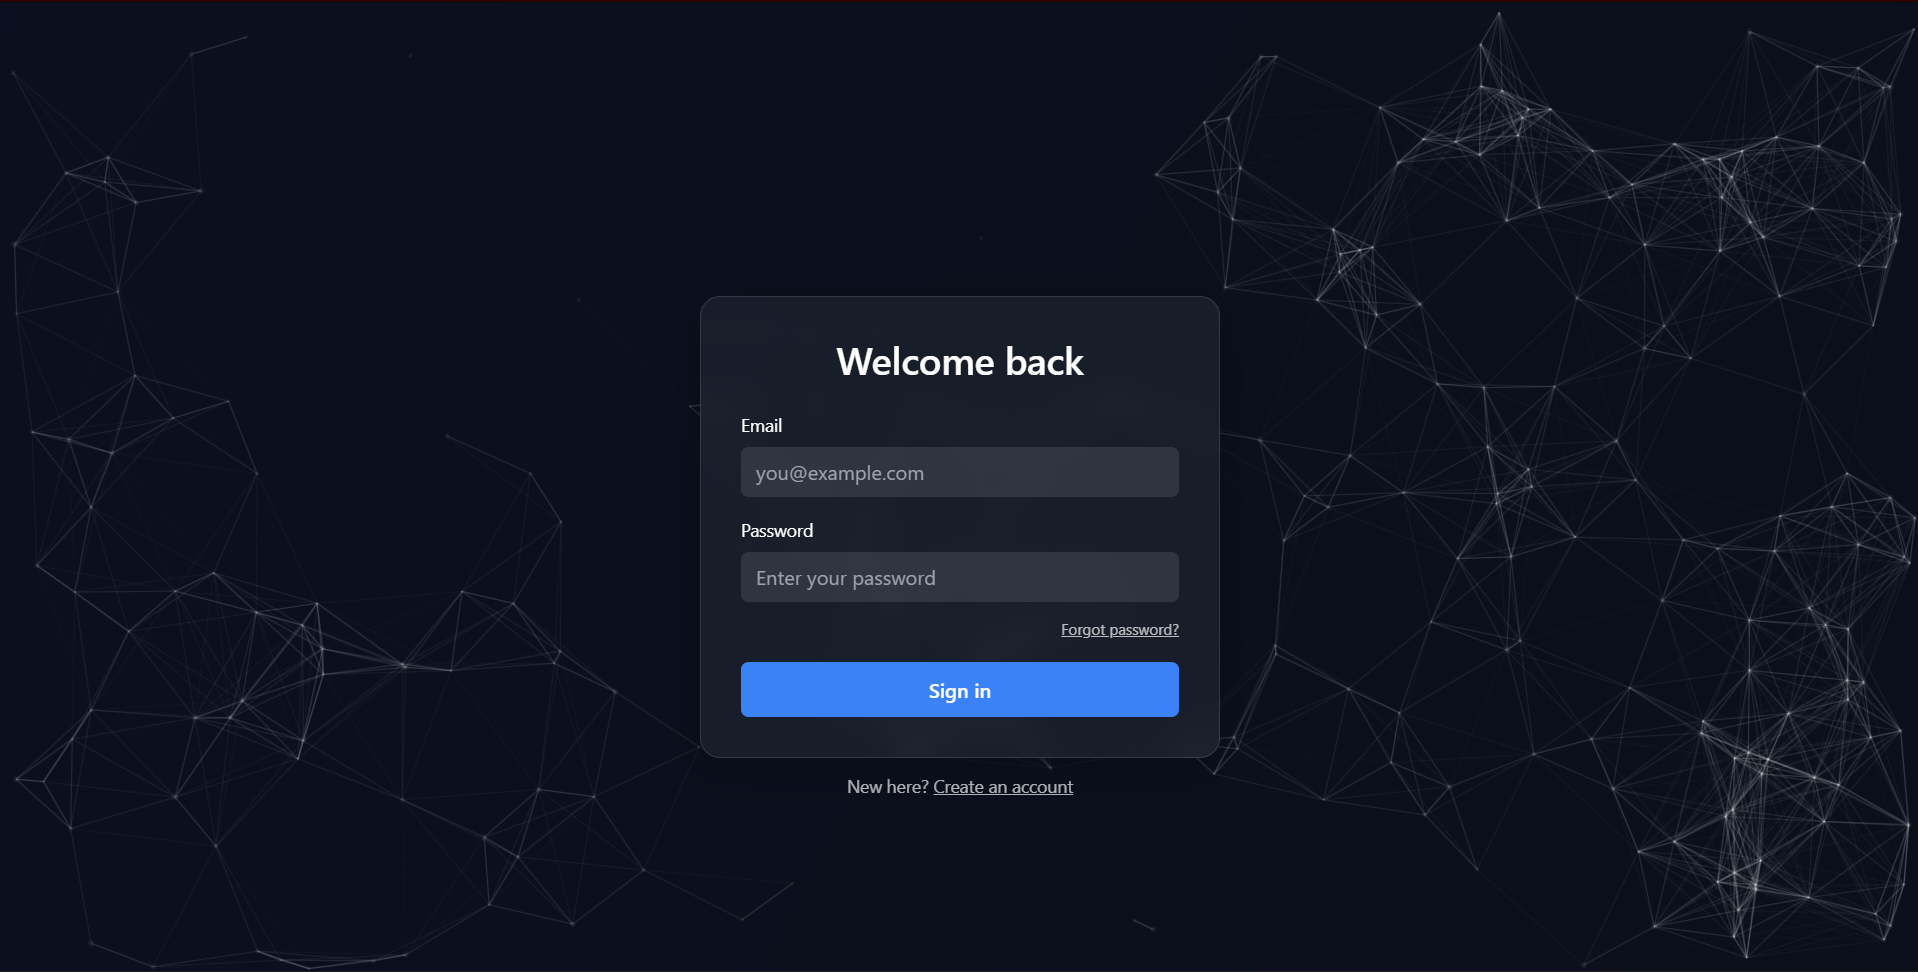 Welcome back
Email
you@example.com
Password
Enter your password
Forgot password?
Sign in
New here? Create an account